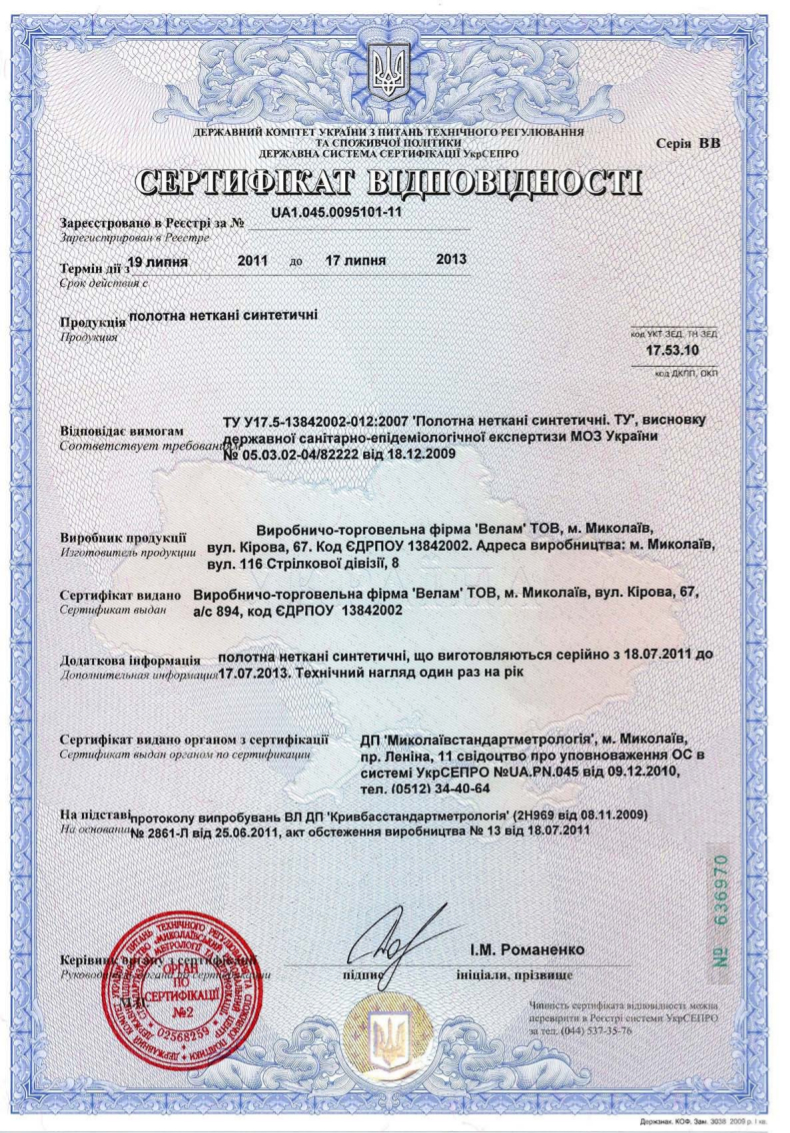 ДЕРЖАВНИЙ КОМІТЕТ УКРАЇНИ З ПИТАНЬ ТЕХНІЧНОГО РЕГУЛЮВАННЯ
ТА СПОЖИВЧОЇ ПОЛІТИКИ
ДЕРЖАВНА СИСТЕМА СЕРТИФІКАЦІЇ УкрСЕПРО
Серія ВВ
СЕРТИФІКАТ ВІДПОВІДНОСТІ
UA1.045.0095101-11
Зареєстровано в Реєстрі за №
Зарегистрирован в Реестре
Термін дії з 19 липня 2011 до 17 липня 2013
Срок действия с
Продукція полотна неткані синтетичні
Продукция
код УКТ ЗЕД, ТН ЗЕД
17.53.10
код ДКПП, ОКП
Відповідає вимогам
Соответствует требованиям
ТУ У17.5-13842002-012:2007 'Полотна неткані синтетичні. ТУ', висновку
державної санітарно-епідеміологічної експертизи МОЗ України
№ 05.03.02-04/82222 від 18.12.2009
Виробник продукції
Изготовитель продукции
Виробничо-торговельна фірма 'Велам' ТОВ, м. Миколаїв,
вул. Кірова, 67. Код ЄДРПОУ 13842002. Адреса виробництва: м. Миколаїв,
вул. 116 Стрілкової дівізії, 8
Сертифікат видано
Сертификат выдан
Виробничо-торговельна фірма 'Велам' ТОВ, м. Миколаїв, вул. Кірова, 67,
а/с 894, код ЄДРПОУ 13842002
Додаткова інформація
Дополнительная информация
полотна неткані синтетичні, що виготовляються серійно з 18.07.2011 до
17.07.2013. Технічний нагляд один раз на рік
Сертифікат видано органом з сертифікації
Сертификат выдан органом по сертификации
ДП 'Миколаївстандартметрологія', м. Миколаїв,
пр. Леніна, 11 свідоцтво про уповноваження ОС в
системі УкрСЕПРО №UA.PN.045 від 09.12.2010,
тел. (0512) 34-40-64
На підставі
На основании
протоколу випробувань ВЛ ДП 'Кривбасстандартметрологія' (2Н969 від 08.11.2009)
№ 2861-Л від 25.06.2011, акт обстеження виробництва № 13 від 18.07.2011
№ 636970
Керівник органу з сертифікації
Руководитель органа по сертификации
М.П.
підпис
І.М. Романенко
ініціали, прізвище
ОРГАН
ПО
СЕРТИФІКАЦІЇ
№2
02568259
Чинність сертифіката відповідності можна
перевірити в Реєстрі системи УкрСЕПРО
за тел. (044) 537-35-76
Держзнак. КОФ. Зам. 3038 2009 р. I кв.